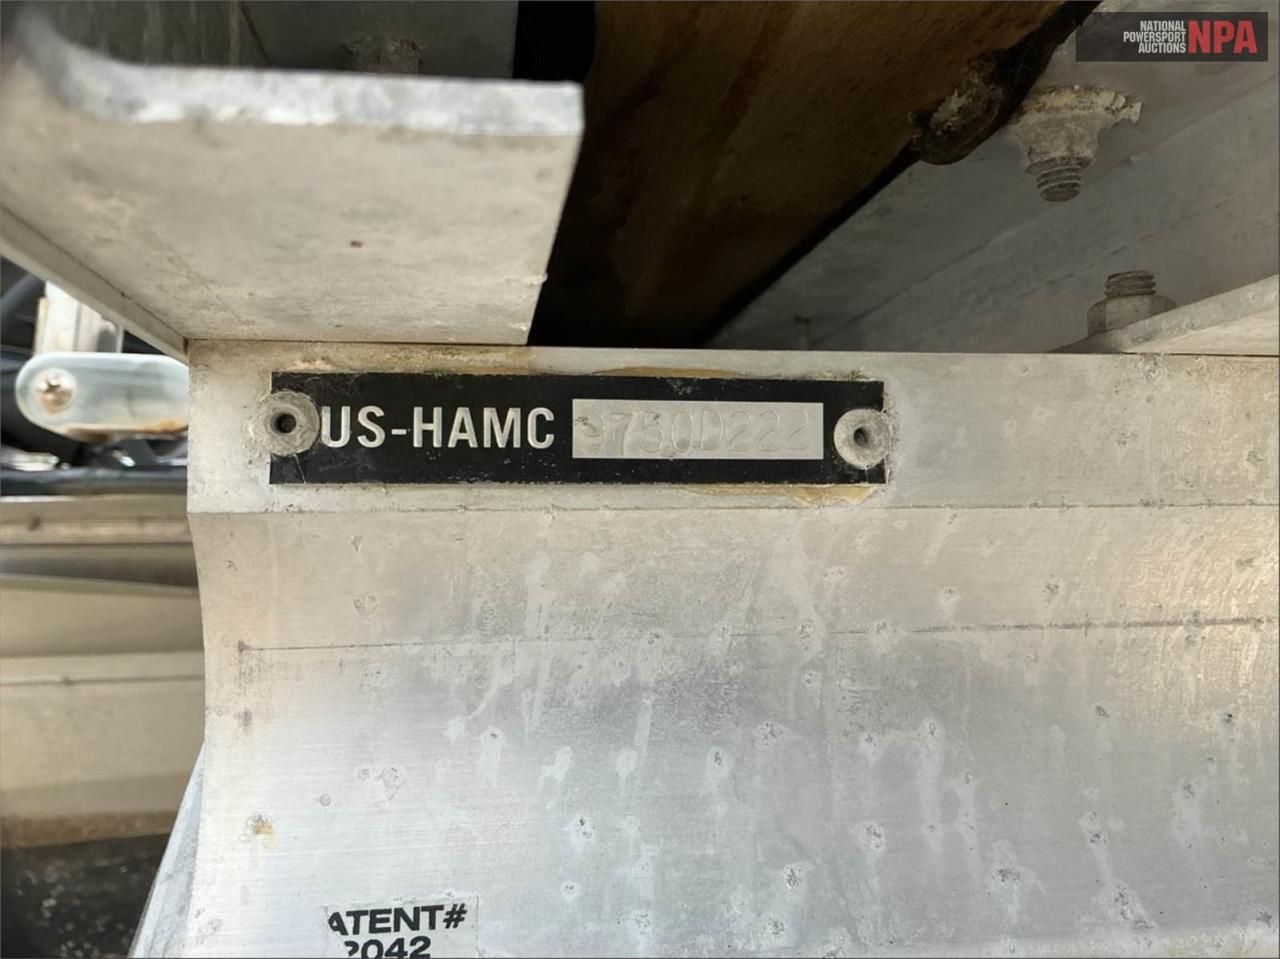 NATIONAL
POWERSPORT
AUCTIONS
NPA
US-HAMC 9750D222
ATENT#
2042